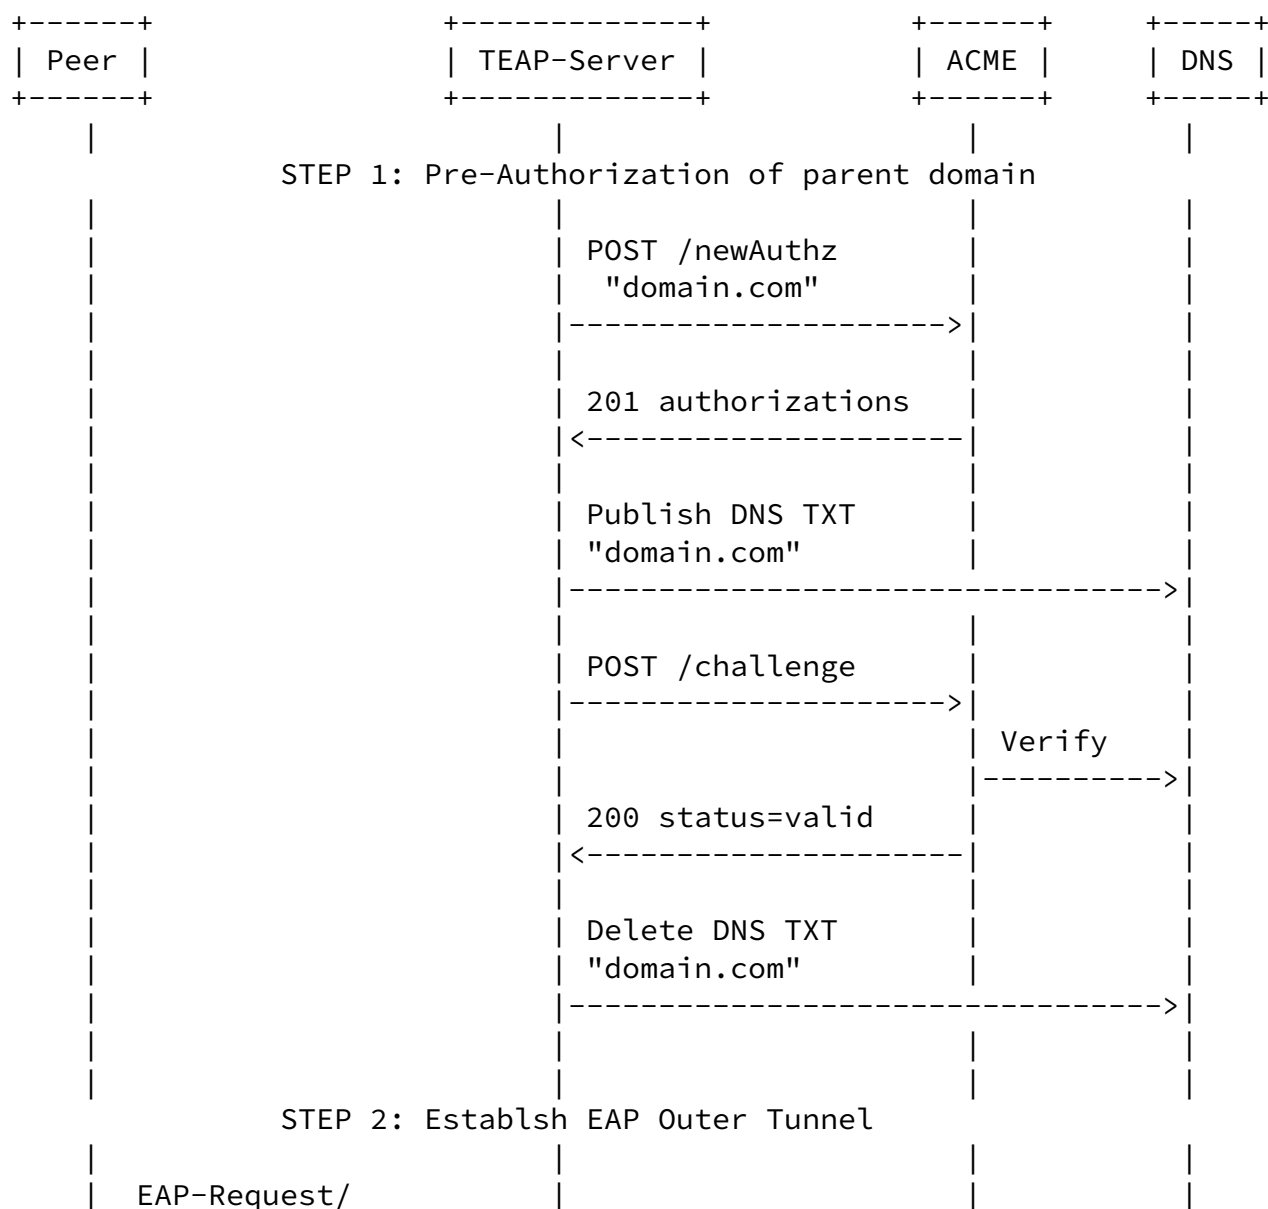 Peer TEAP-Server ACME DNS
STEP 1: Pre-Authorization of parent domain
POST /newAuthz
"domain.com"
201 authorizations
Publish DNS TXT
"domain.com"
POST /challenge
Verify
200 status=valid
Delete DNS TXT
"domain.com"
STEP 2: Establsh EAP Outer Tunnel
EAP-Request/